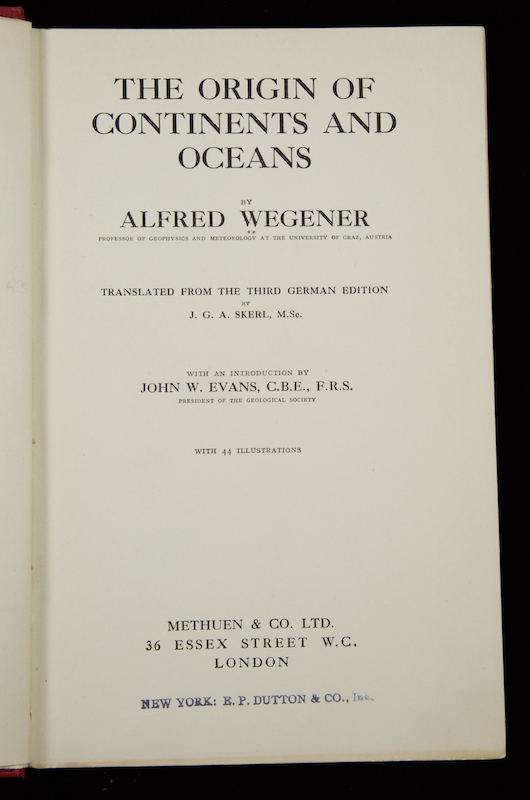 THE ORIGIN OF
CONTINENTS AND
OCEANS
BY
ALFRED WEGENER
PROFESSOR OF GEOPHYSICS AND METEOROLOGY AT THE UNIVERSITY OF GRAZ, AUSTRIA
TRANSLATED FROM THE THIRD GERMAN EDITION
BY
J. G. A. SKERL, M.Sc.
WITH AN INTRODUCTION BY
JOHN W. EVANS, C.B.E., F.R.S.
PRESIDENT OF THE GEOLOGICAL SOCIETY
WITH 44 ILLUSTRATIONS
METHUEN & CO. LTD.
36 ESSEX STREET W.C.
LONDON
NEW YORK: E. P. DUTTON & CO., Inc.